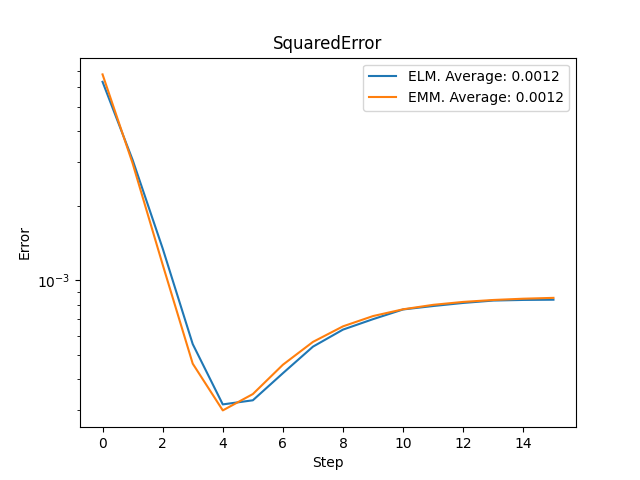 SquaredError
ELM. Average: 0.0012
EMM. Average: 0.0012
Error
10⁻³
0 2 4 6 8 10 12 14
Step